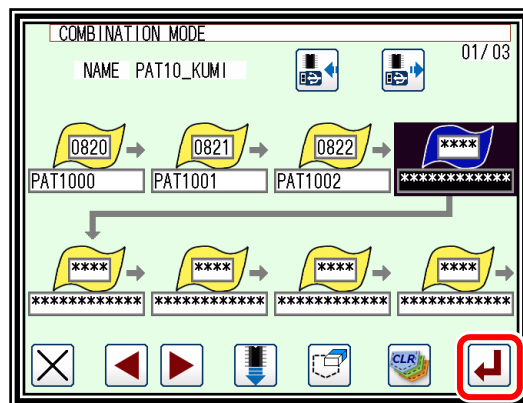 COMBINATION MODE
NAME PAT10_KUMI
01/03
0820 0821 0822 ****
PAT1000 PAT1001 PAT1002 ************
**** **** **** ****
************ ************ ************ ************
CLR